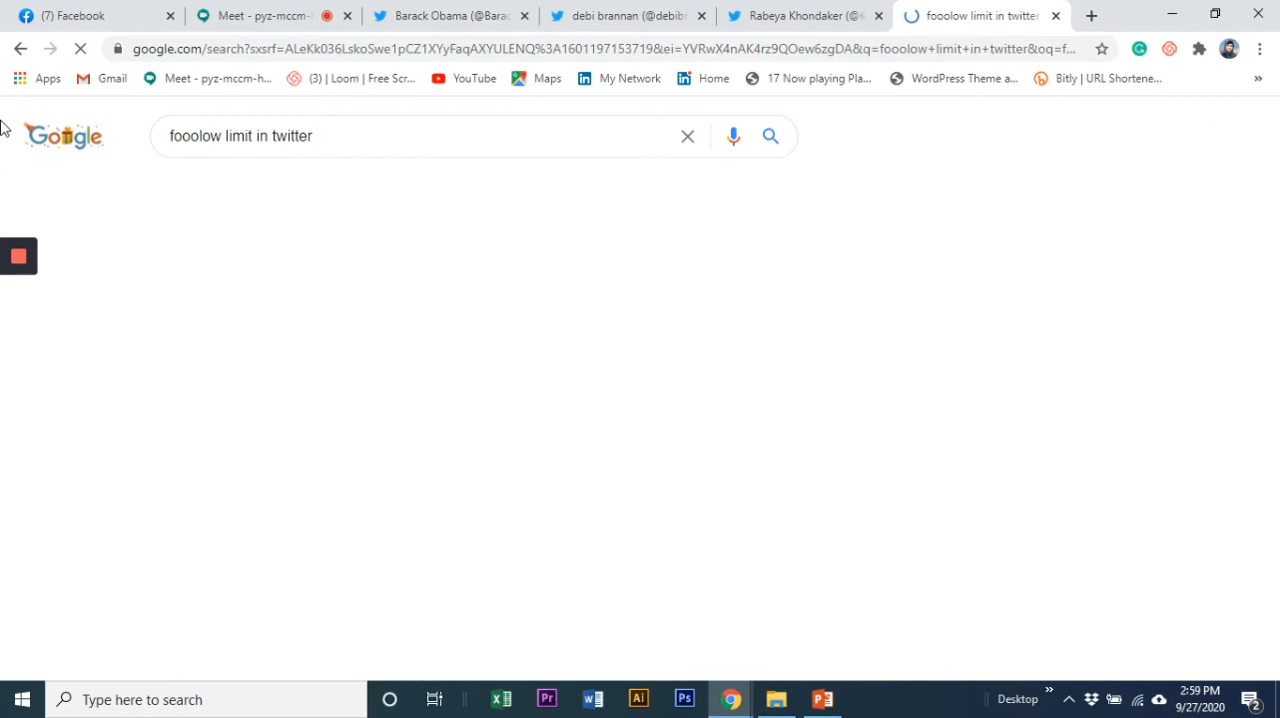 (7) Facebook
Meet - pyz-mccm-
Barack Obama (@Barac
debi brannan (@debibr
Rabeya Khondaker (@K
fooolow limit in twitter
google.com/search?sxsrf=ALeKk036LskoSwe1pCZ1XYyFaqAXYULENQ%3A1601197153719&ei=YVRwX4nAK4rz9QOew6zgDA&q=fooolow+limit+in+twitter&oq=f...
Apps
Gmail
Meet - pyz-mccm-h...
(3) | Loom | Free Scr...
YouTube
Maps
My Network
Home
17 Now playing Pla...
WordPress Theme a...
Bitly | URL Shortene...
»
Google
fooolow limit in twitter
Type here to search
Desktop
»
2:59 PM
9/27/2020
2